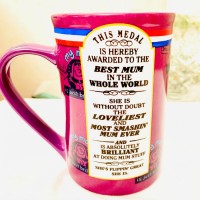 THIS MEDAL
IS HEREBY
AWARDED TO THE
BEST MUM
IN THE
WHOLE WORLD
SHE IS
WITHOUT DOUBT
THE
LOVELIEST
AND
MOST SMASHIN'
MUM EVER
AND
IS ABSOLUTELY
BRILLIANT
AT DOING MUM STUFF
SHE'S FLIPPIN' GREAT
SHE IS.